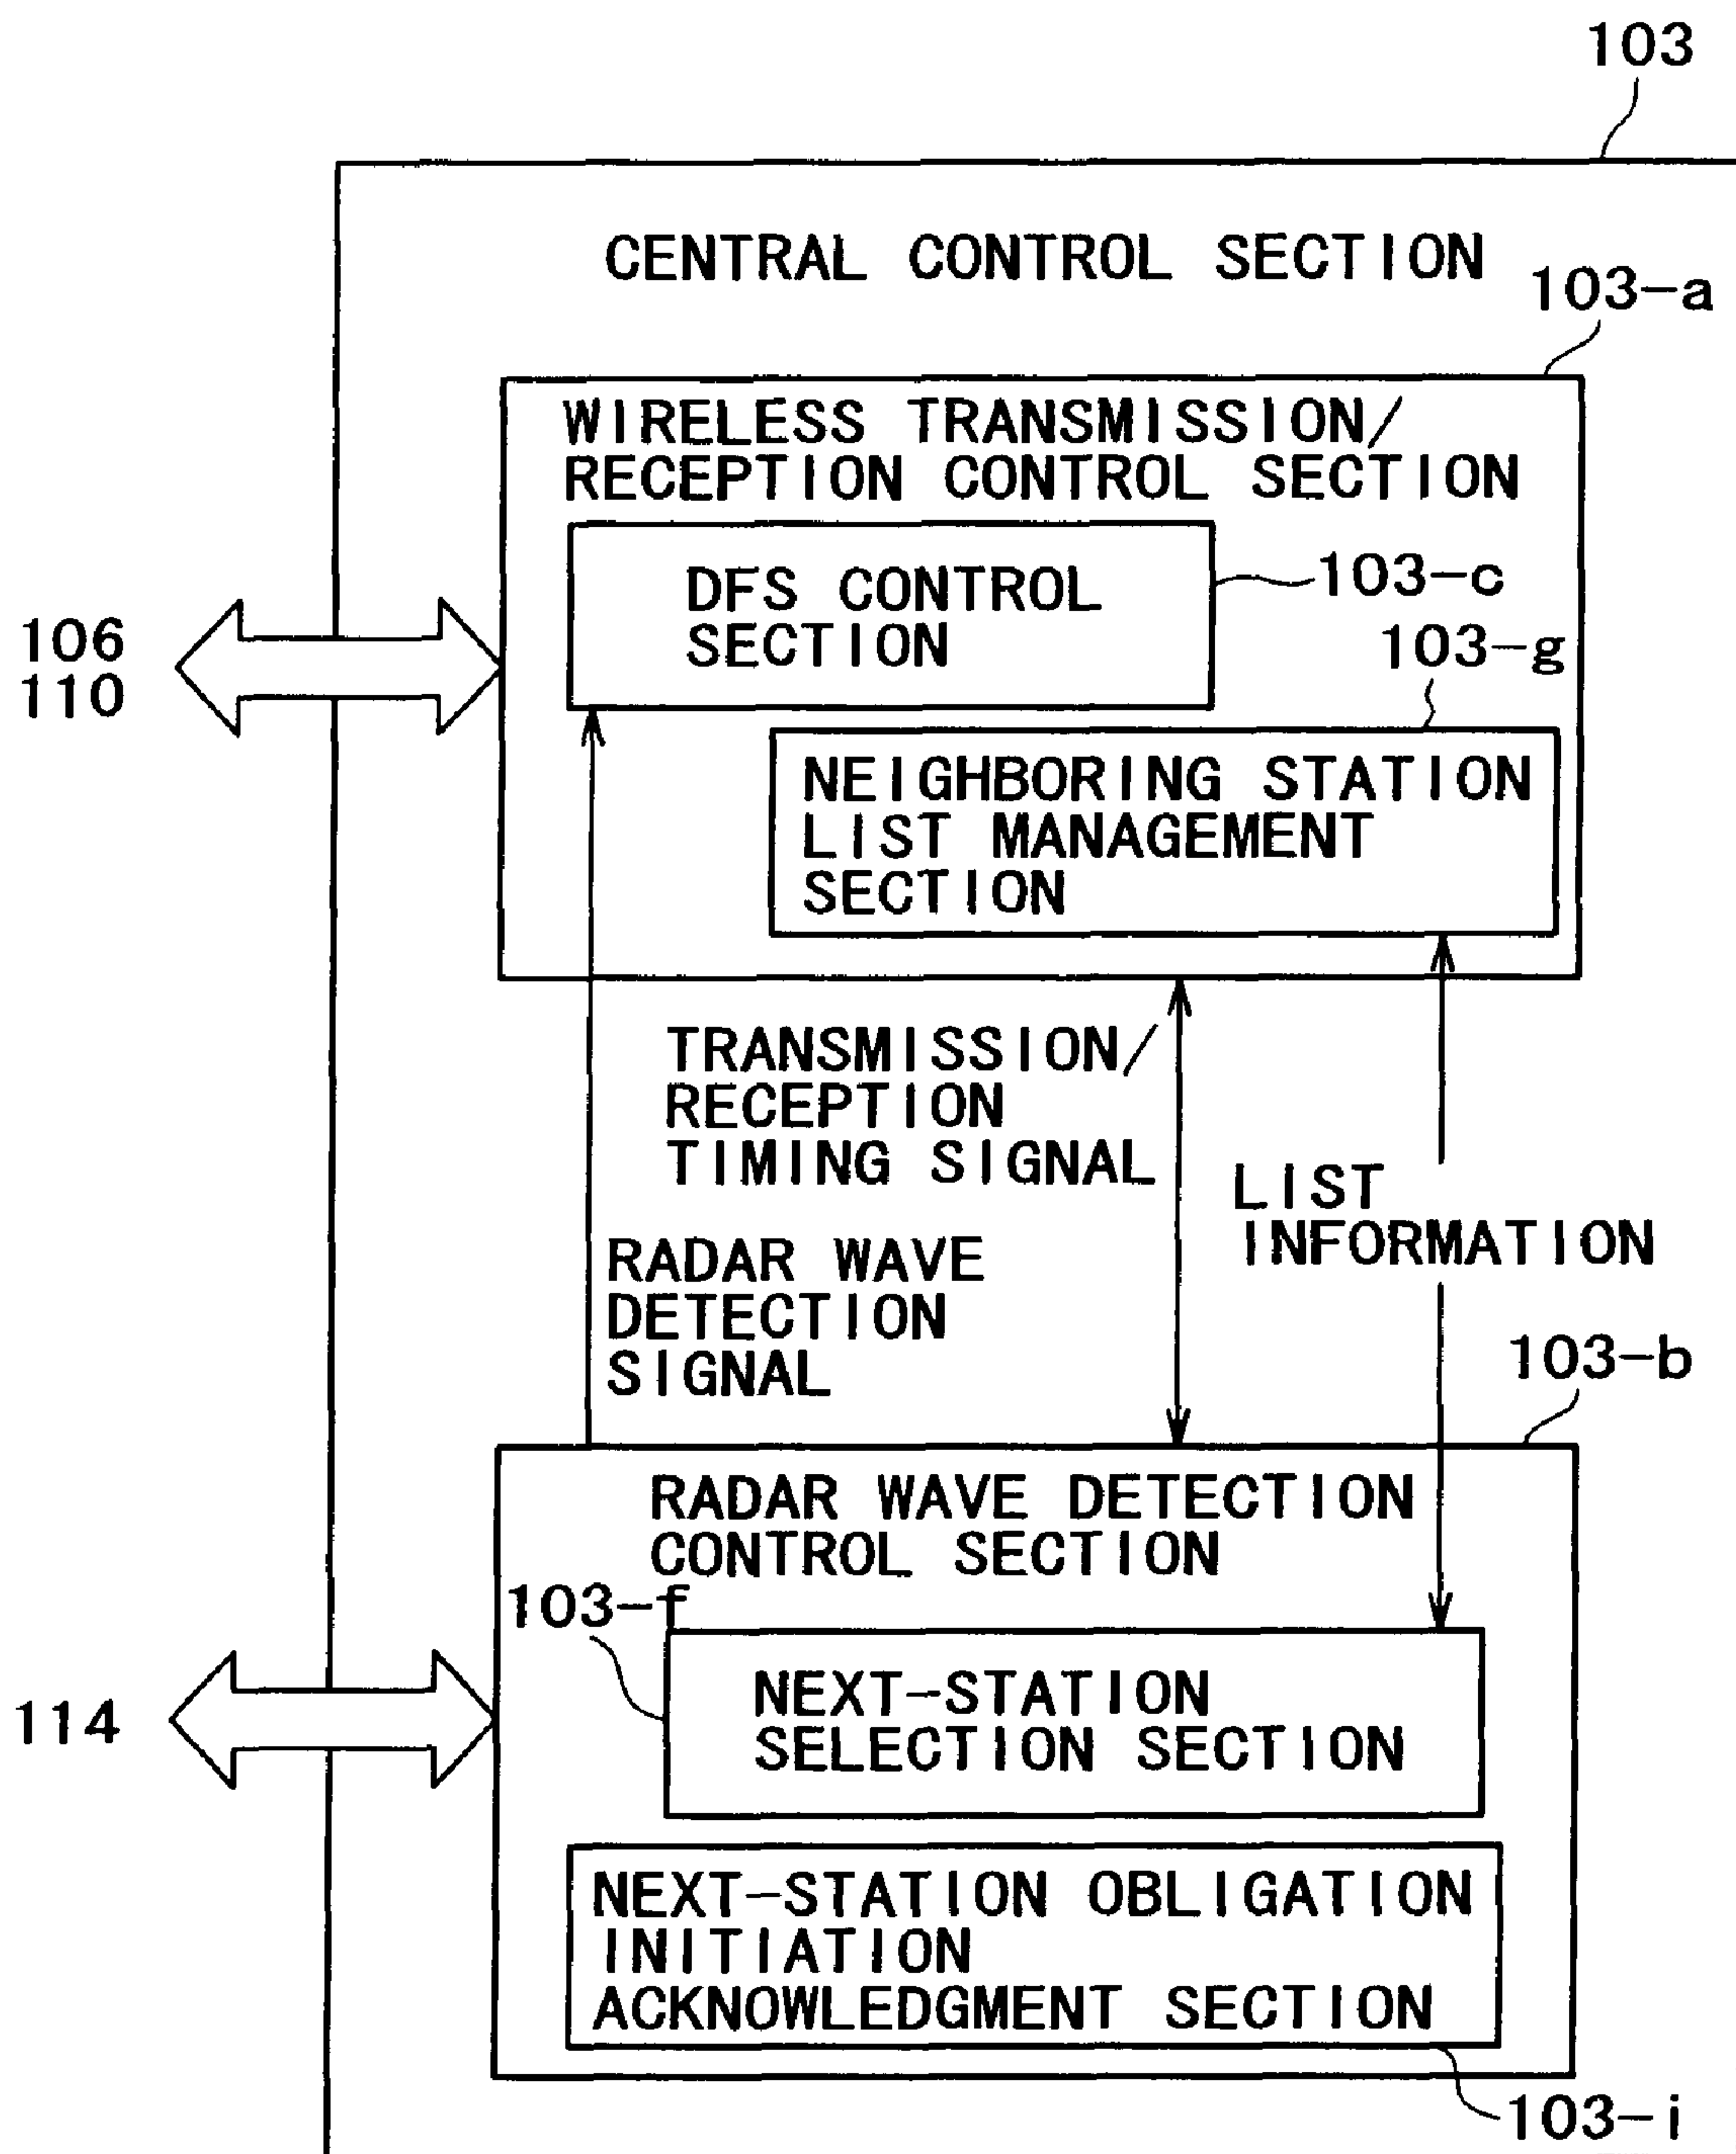 103
CENTRAL CONTROL SECTION
103-a
WIRELESS TRANSMISSION/
RECEPTION CONTROL SECTION
DFS CONTROL
SECTION
103-c
106
110
103-g
NEIGHBORING STATION
LIST MANAGEMENT
SECTION
TRANSMISSION/
RECEPTION
TIMING SIGNAL
LIST
INFORMATION
RADAR WAVE
DETECTION
SIGNAL
103-b
RADAR WAVE DETECTION
CONTROL SECTION
103-f
NEXT-STATION
SELECTION SECTION
114
NEXT-STATION OBLIGATION
INITIATION
ACKNOWLEDGMENT SECTION
103-i